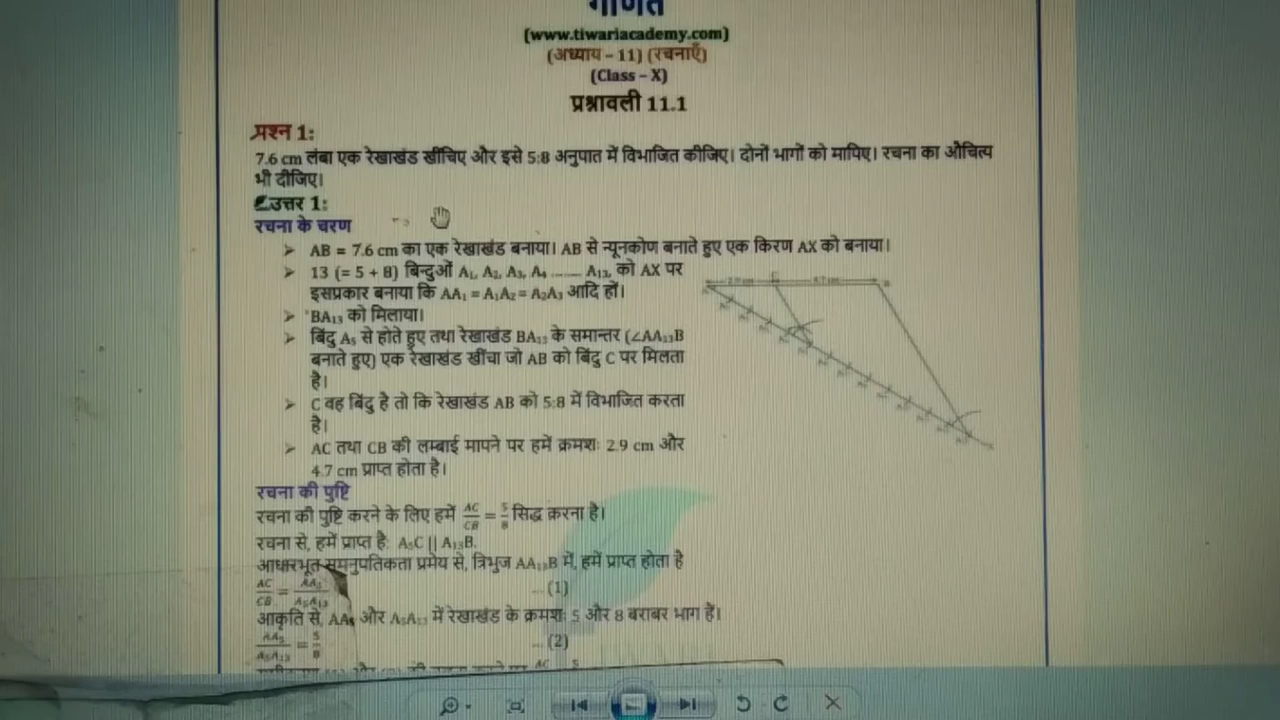 गणित
(www.tiwariacademy.com)
(अध्याय – 11) (रचनाएँ)
(Class – X)
प्रश्नावली 11.1
प्रश्न 1:
7.6 cm लंबा एक रेखाखंड खींचिए और इसे 5:8 अनुपात में विभाजित कीजिए। दोनों भागों को मापिए। रचना का औचित्य
भी दीजिए।
उत्तर 1:
रचना के चरण
➢ AB = 7.6 cm का एक रेखाखंड बनाया। AB से न्यूनकोण बनाते हुए एक किरण AX को बनाया।
➢ 13 (= 5 + 8) बिन्दुओं A₁, A₂, A₃, A₄ ........ A₁₃, को AX पर
इसप्रकार बनाया कि AA₁ = A₁A₂ = A₂A₃ आदि हों।
➢ BA₁₃ को मिलाया।
➢ बिंदु A₅ से होते हुए तथा रेखाखंड BA₁₃ के समान्तर (∠AA₁₃B
बनाते हुए) एक रेखाखंड खींचा जो AB को बिंदु C पर मिलता
है।
➢ C वह बिंदु है तो कि रेखाखंड AB को 5:8 में विभाजित करता
है।
➢ AC तथा CB की लम्बाई मापने पर हमें क्रमशः 2.9 cm और
4.7 cm प्राप्त होता है।
रचना की पुष्टि
रचना की पुष्टि करने के लिए हमें AC/CB = 5/8 सिद्ध करना है।
रचना से, हमें प्राप्त है: A₅C || A₁₃B.
आधारभूत समनुपतिकता प्रमेय से, त्रिभुज AA₁₃B में, हमें प्राप्त होता है
AC/CB = AA₅/A₅A₁₃ ... (1)
आकृति से, AA₅ और A₅A₁₃ में रेखाखंड के क्रमशः 5 और 8 बराबर भाग हैं।
AA₅/A₅A₁₃ = 5/8 ... (2)